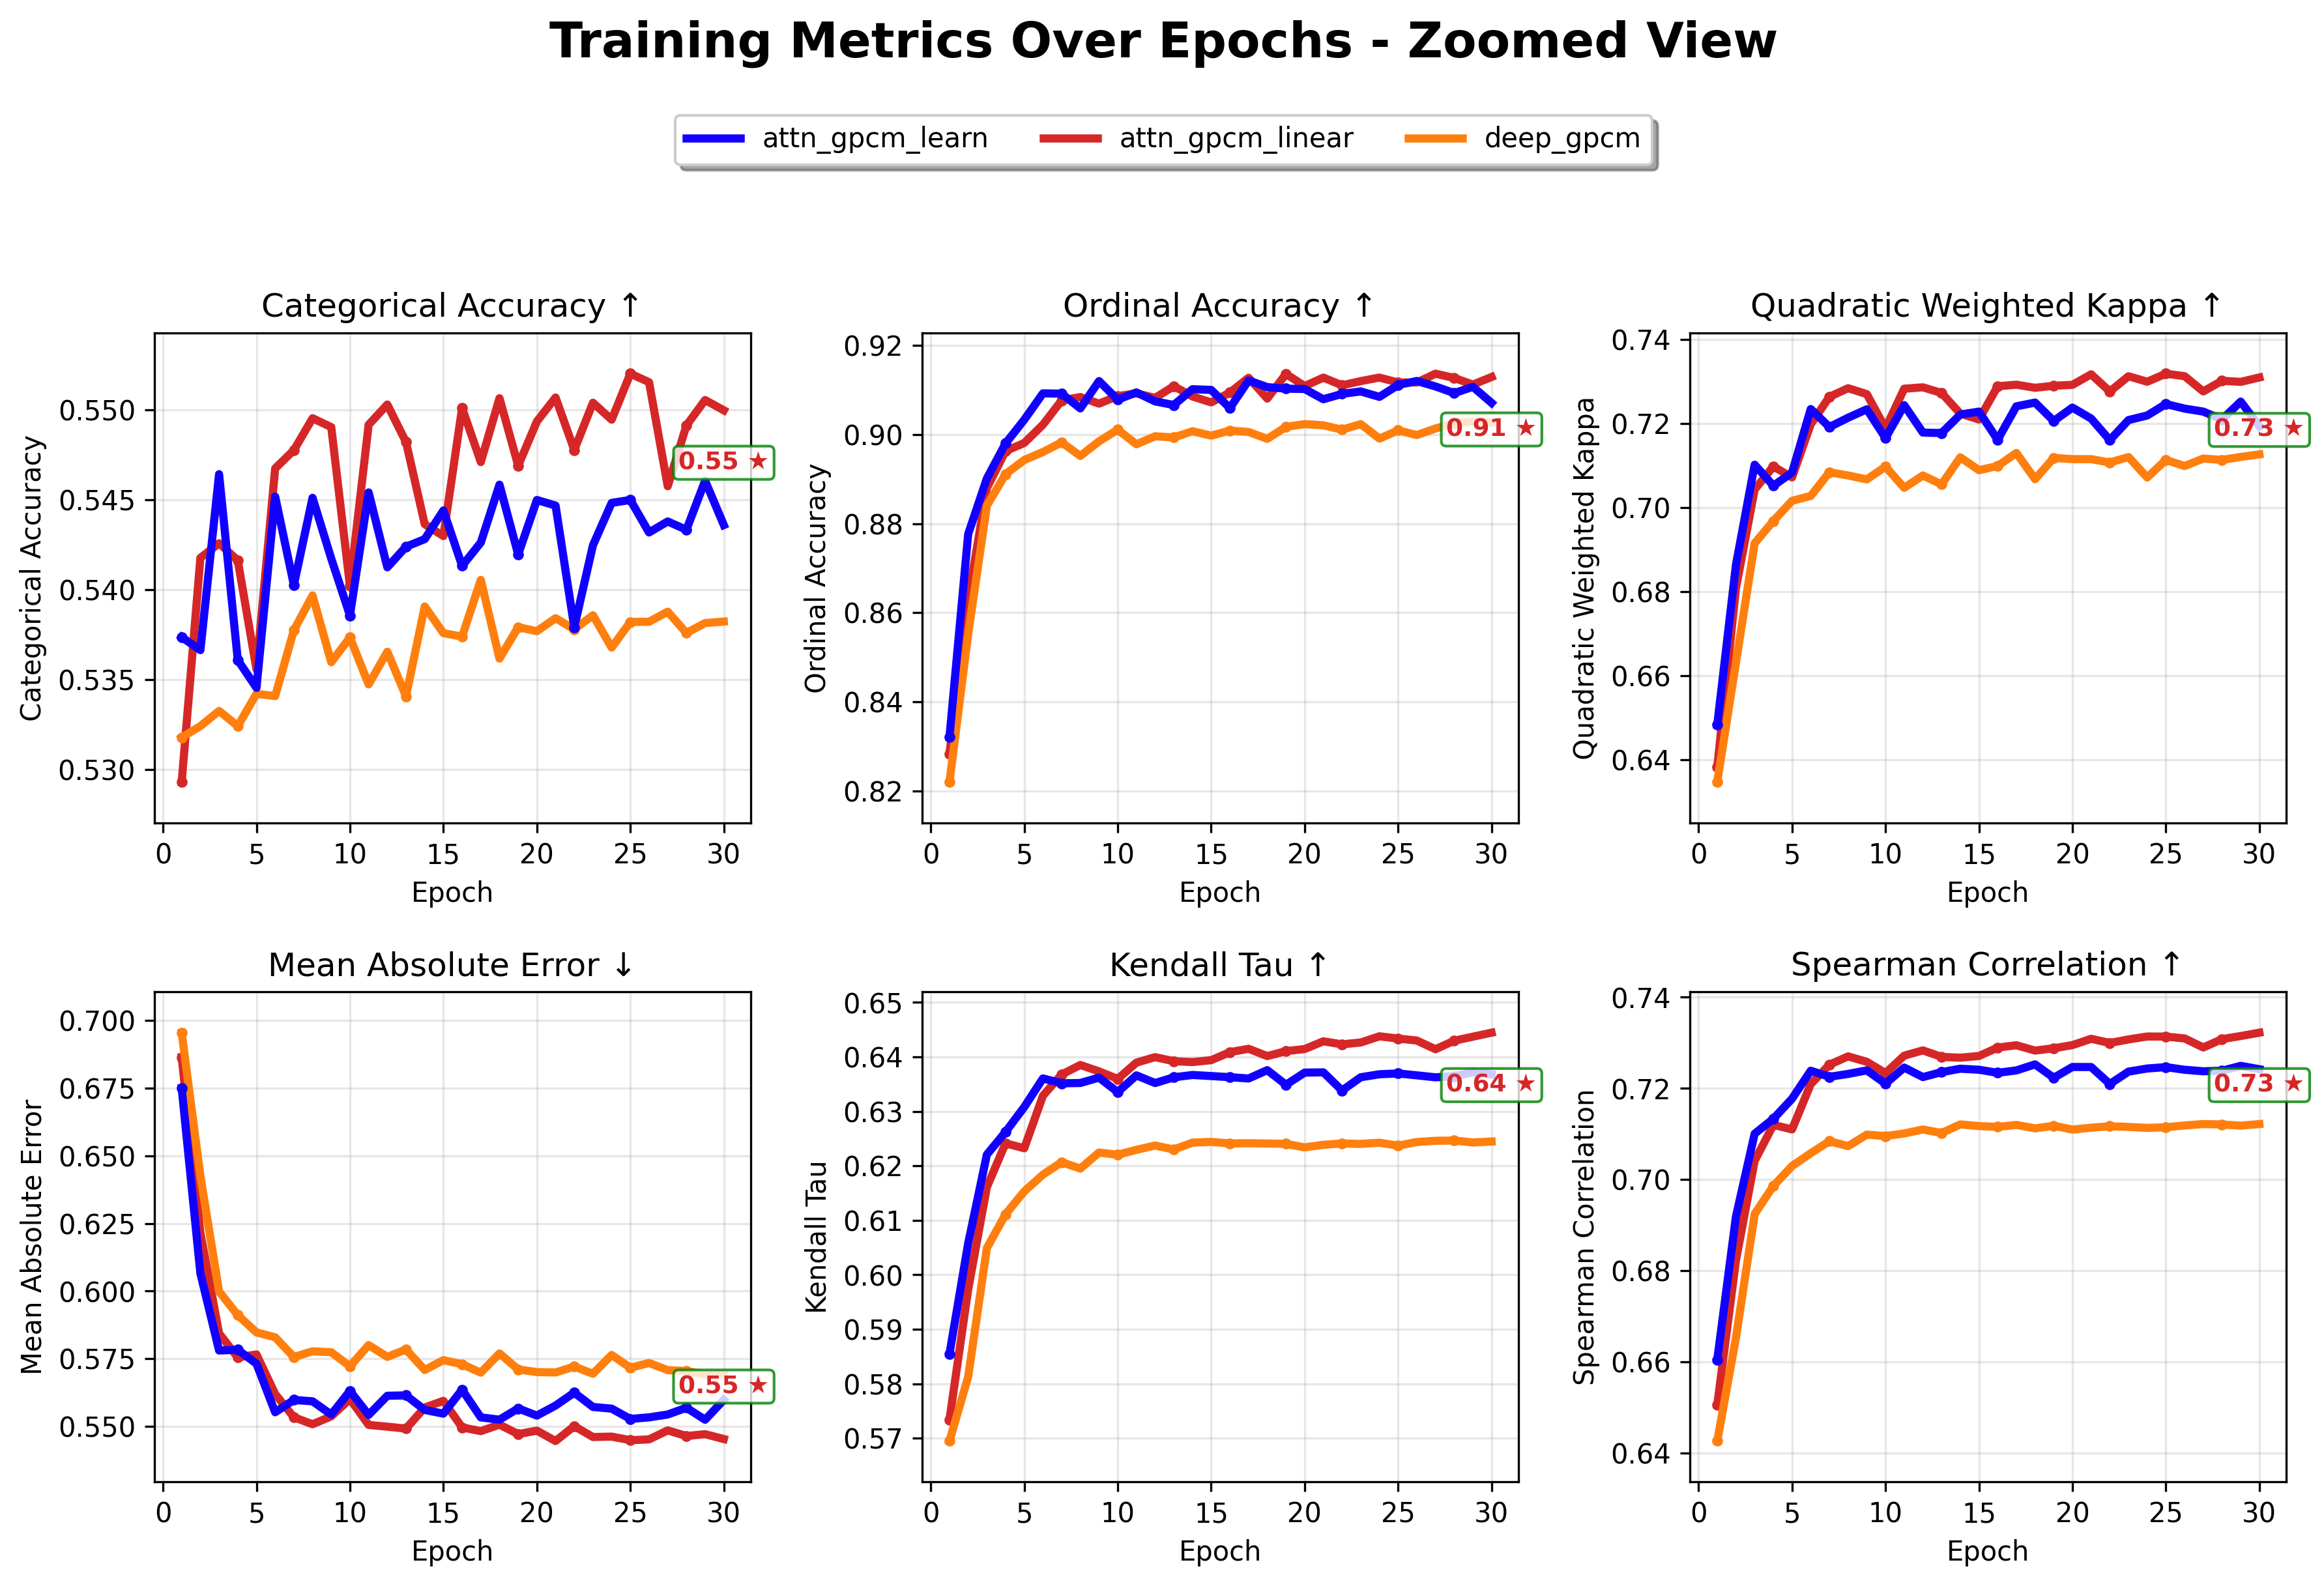 Training Metrics Over Epochs - Zoomed View
attn_gpcm_learn attn_gpcm_linear deep_gpcm
Categorical Accuracy ↑
Categorical Accuracy
0.550
0.545
0.540
0.535
0.530
0.55 ★
0 5 10 15 20 25 30
Epoch
Ordinal Accuracy ↑
Ordinal Accuracy
0.92
0.90
0.88
0.86
0.84
0.82
0.91 ★
0 5 10 15 20 25 30
Epoch
Quadratic Weighted Kappa ↑
Quadratic Weighted Kappa
0.74
0.72
0.70
0.68
0.66
0.64
0.73 ★
0 5 10 15 20 25 30
Epoch
Mean Absolute Error ↓
Mean Absolute Error
0.700
0.675
0.650
0.625
0.600
0.575
0.550
0.55 ★
0 5 10 15 20 25 30
Epoch
Kendall Tau ↑
Kendall Tau
0.65
0.64
0.63
0.62
0.61
0.60
0.59
0.58
0.57
0.64 ★
0 5 10 15 20 25 30
Epoch
Spearman Correlation ↑
Spearman Correlation
0.74
0.72
0.70
0.68
0.66
0.64
0.73 ★
0 5 10 15 20 25 30
Epoch